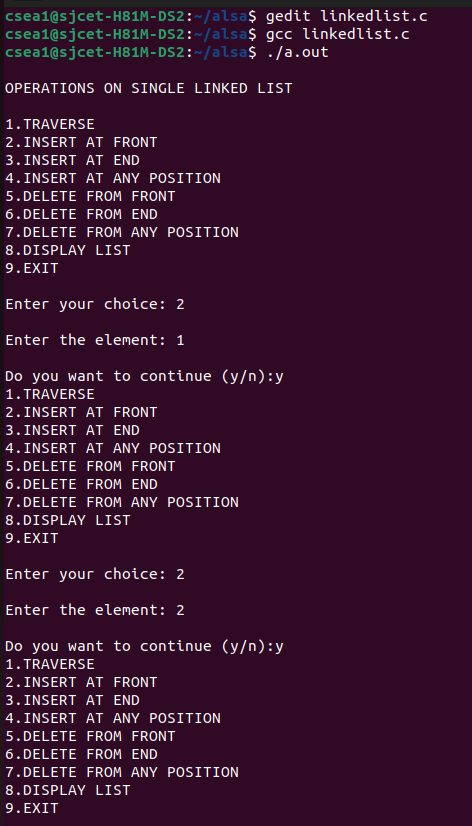 csea1@sjcet-H81M-DS2:~/alsa$ gedit linkedlist.c
csea1@sjcet-H81M-DS2:~/alsa$ gcc linkedlist.c
csea1@sjcet-H81M-DS2:~/alsa$ ./a.out
OPERATIONS ON SINGLE LINKED LIST
1.TRAVERSE
2.INSERT AT FRONT
3.INSERT AT END
4.INSERT AT ANY POSITION
5.DELETE FROM FRONT
6.DELETE FROM END
7.DELETE FROM ANY POSITION
8.DISPLAY LIST
9.EXIT
Enter your choice: 2
Enter the element: 1
Do you want to continue (y/n):y
1.TRAVERSE
2.INSERT AT FRONT
3.INSERT AT END
4.INSERT AT ANY POSITION
5.DELETE FROM FRONT
6.DELETE FROM END
7.DELETE FROM ANY POSITION
8.DISPLAY LIST
9.EXIT
Enter your choice: 2
Enter the element: 2
Do you want to continue (y/n):y
1.TRAVERSE
2.INSERT AT FRONT
3.INSERT AT END
4.INSERT AT ANY POSITION
5.DELETE FROM FRONT
6.DELETE FROM END
7.DELETE FROM ANY POSITION
8.DISPLAY LIST
9.EXIT